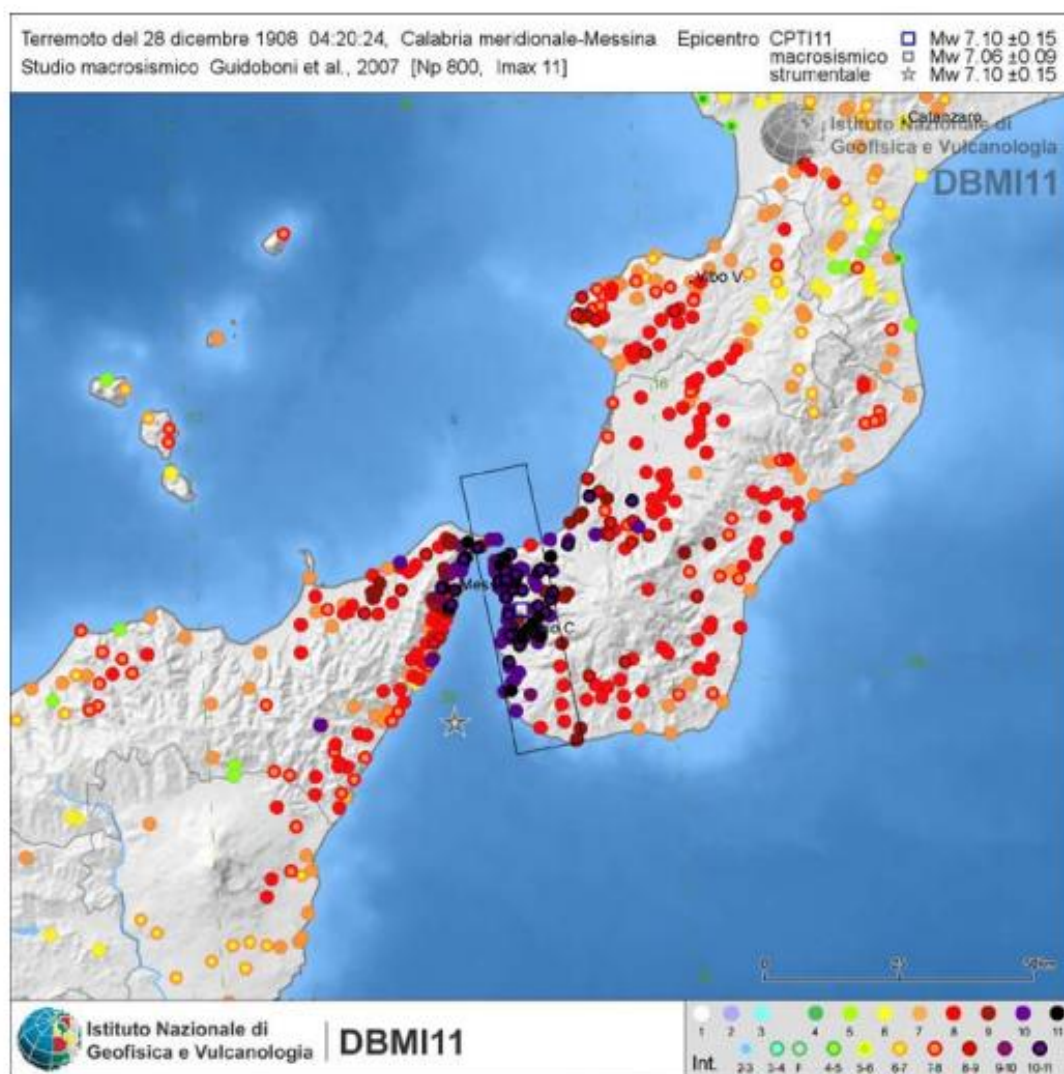 Terremoto del 28 dicembre 1908 04:20:24, Calabria meridionale-Messina Epicentro CPTI11 Mw 7.10 ±0.15
Studio macrosismico Guidoboni et al., 2007 [Np 800, Imax 11] macrosismico Mw 7.06 ±0.09
strumentale Mw 7.10 ±0.15
Catanzaro
Istituto Nazionale di
Geofisica e Vulcanologia
DBMI11
Vibo V.
16
Mes
C.
0
Istituto Nazionale di
Geofisica e Vulcanologia
DBMI11
1 2 3 4 5 6 7 8 9 10 11
Int. 2-3 3-4 F 4-5 5-6 6-7 7-8 8-9 9-10 10-11